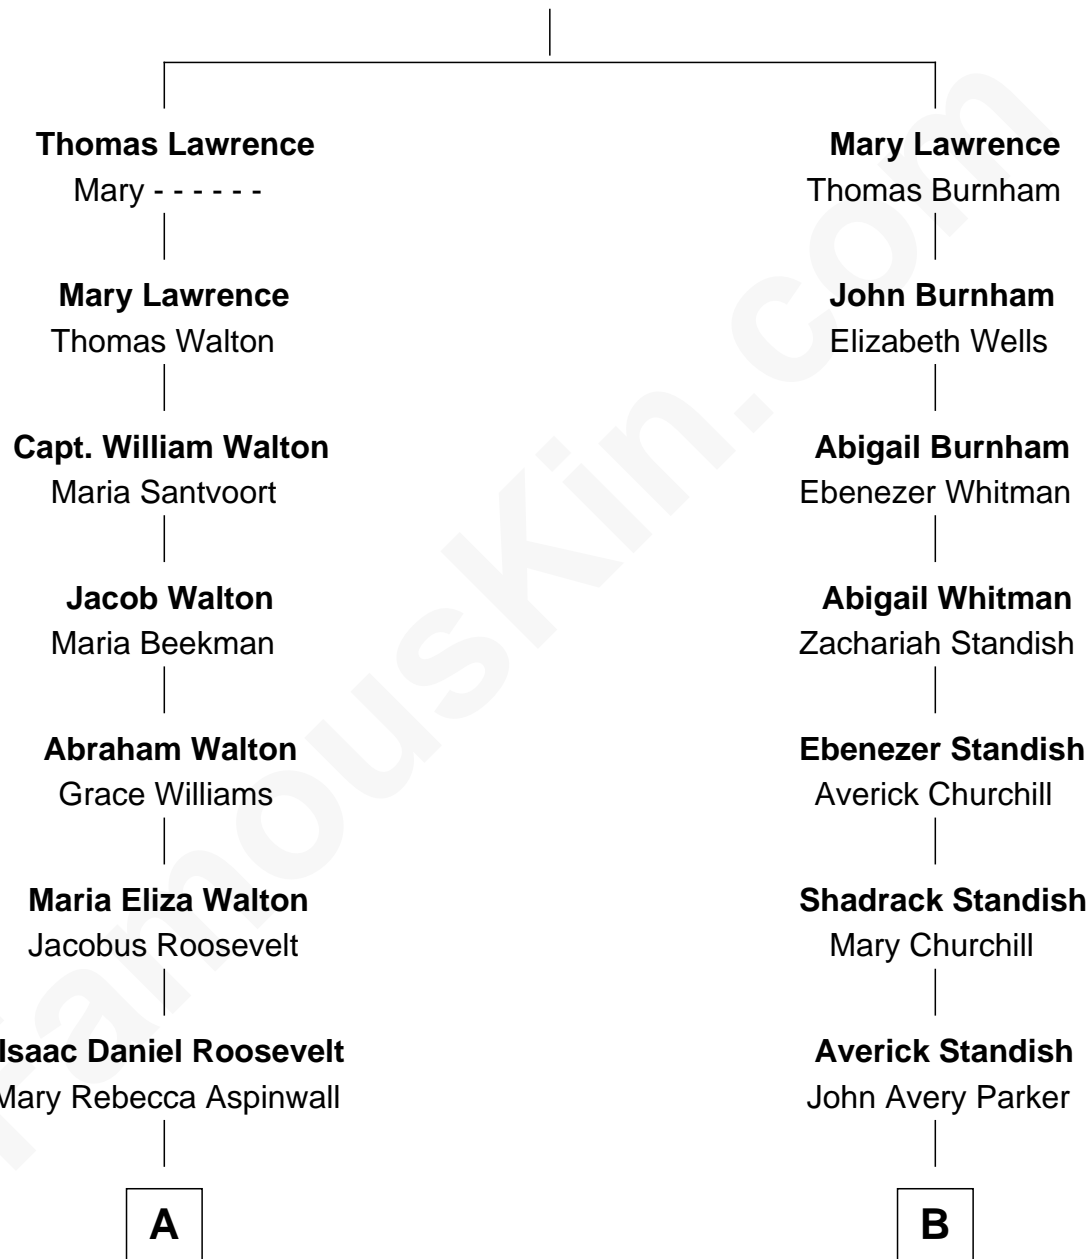 Thomas Lawrence
Mary - - - - - -
Mary Lawrence
Thomas Walton
Capt. William Walton
Maria Santvoort
Jacob Walton
Maria Beekman
Abraham Walton
Grace Williams
Maria Eliza Walton
Jacobus Roosevelt
Isaac Daniel Roosevelt
Mary Rebecca Aspinwall
A
Mary Lawrence
Thomas Burnham
John Burnham
Elizabeth Wells
Abigail Burnham
Ebenezer Whitman
Abigail Whitman
Zachariah Standish
Ebenezer Standish
Averick Churchill
Shadrack Standish
Mary Churchill
Averick Standish
John Avery Parker
B
FamousKin.com